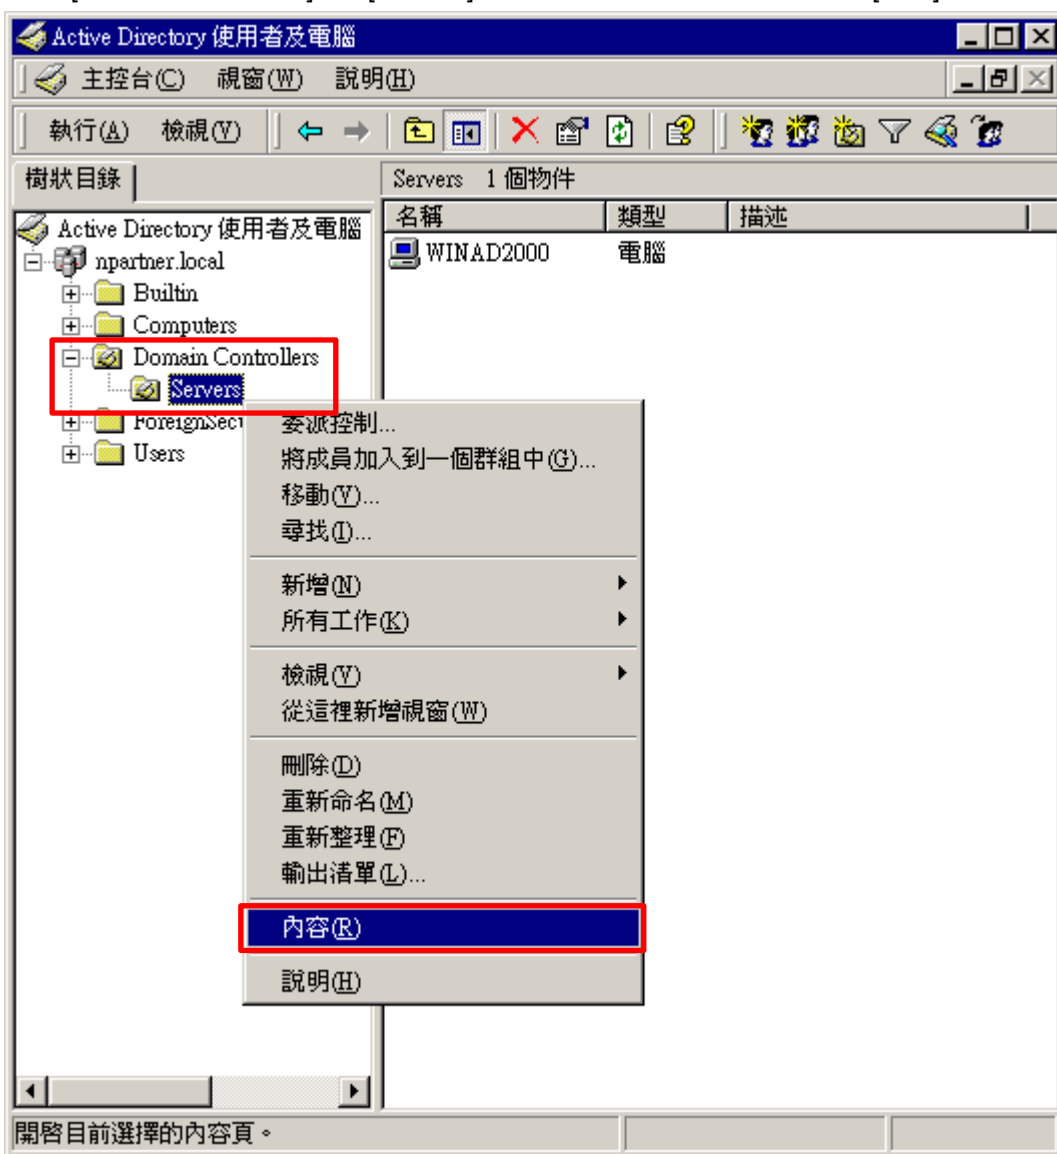 Active Directory 使用者及電腦
主控台(C) 視窗(W) 說明(H)
執行(A) 檢視(V)
樹狀目錄
Servers 1 個物件
名稱 類型 描述
Active Directory 使用者及電腦
WINAD2000 電腦
npartner.local
Builtin
Computers
Domain Controllers
Servers
ForeignSecu
Users
委派控制...
將成員加入到一個群組中(G)...
移動(V)...
尋找(I)...
新增(N)
所有工作(K)
檢視(V)
從這裡新增視窗(W)
刪除(D)
重新命名(M)
重新整理(F)
輸出清單(L)...
內容(R)
說明(H)
開啓目前選擇的內容頁。